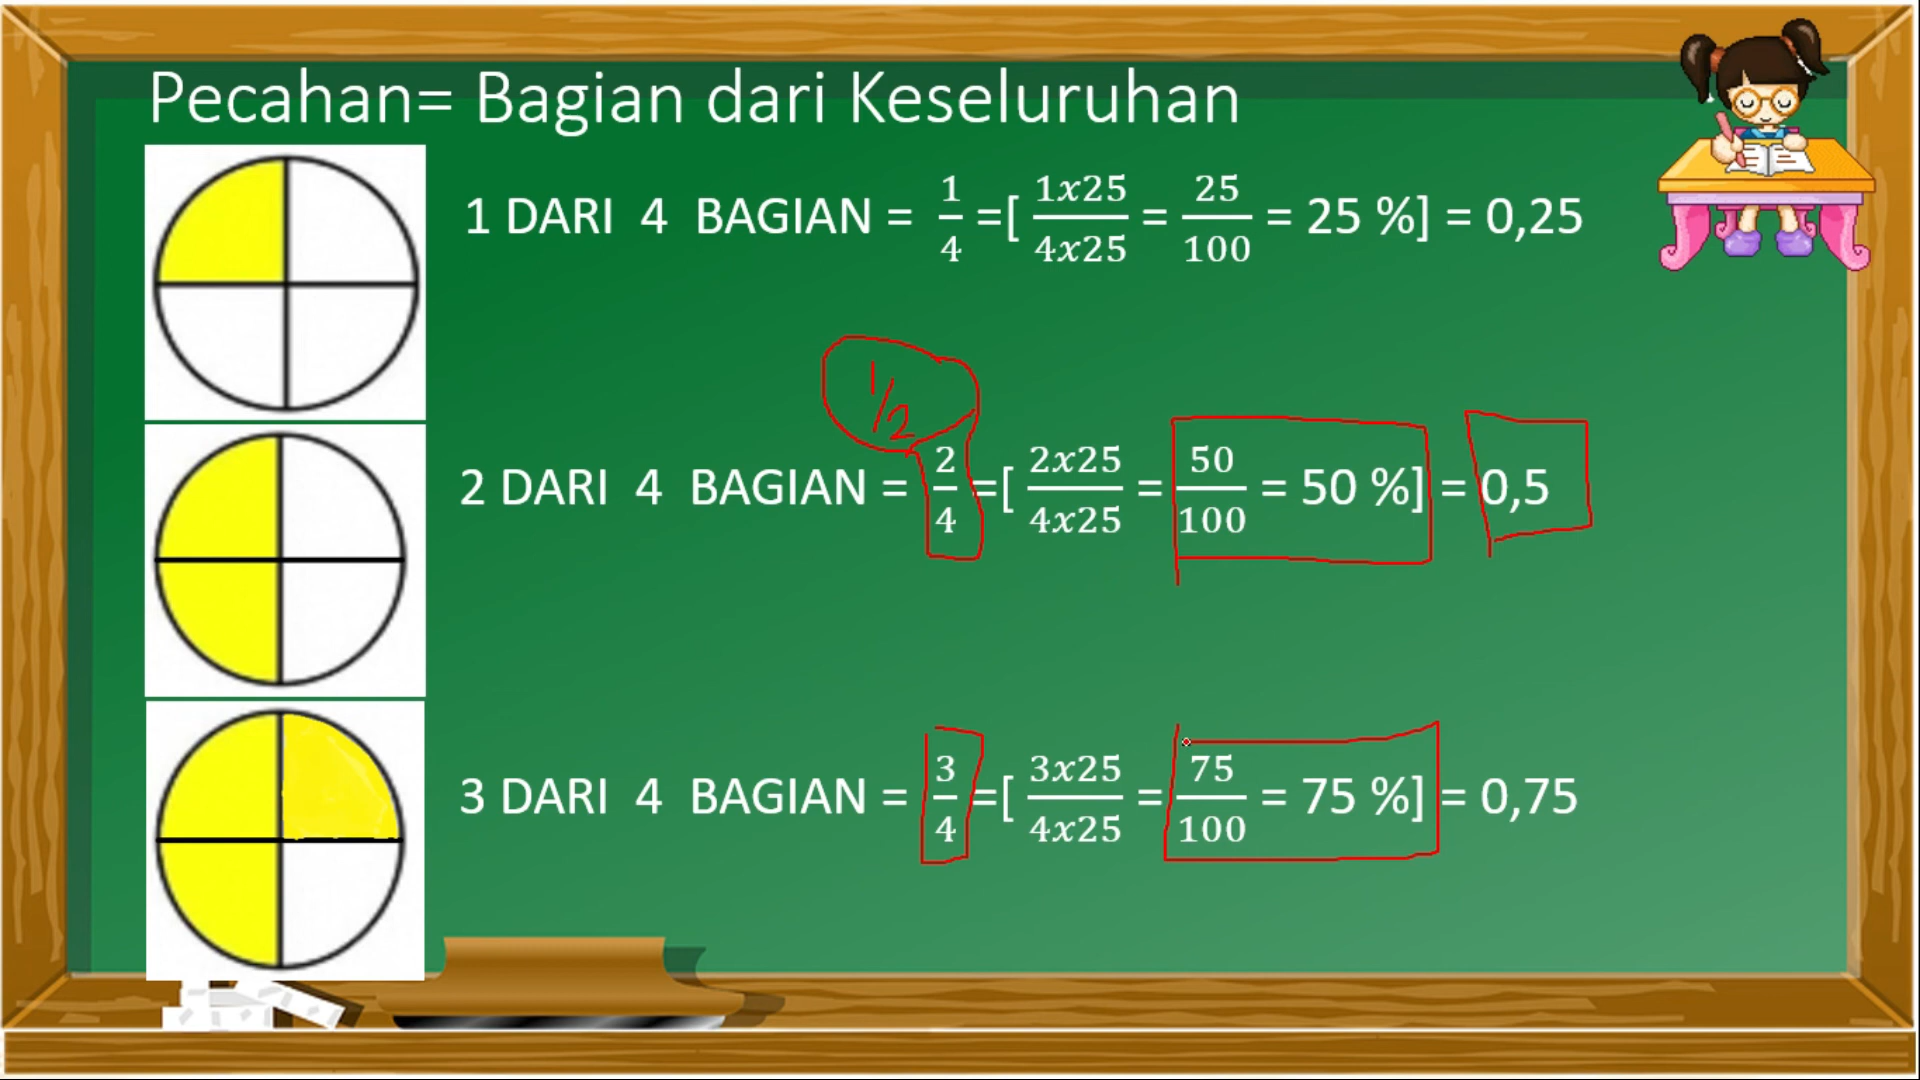 Pecahan= Bagian dari Keseluruhan
1 DARI 4 BAGIAN = 1/4 =[ 1x25/4x25 = 25/100 = 25 %] = 0,25
1/2
2 DARI 4 BAGIAN = 2/4 =[ 2x25/4x25 = 50/100 = 50 %] = 0,5
3 DARI 4 BAGIAN = 3/4 =[ 3x25/4x25 = 75/100 = 75 %] = 0,75